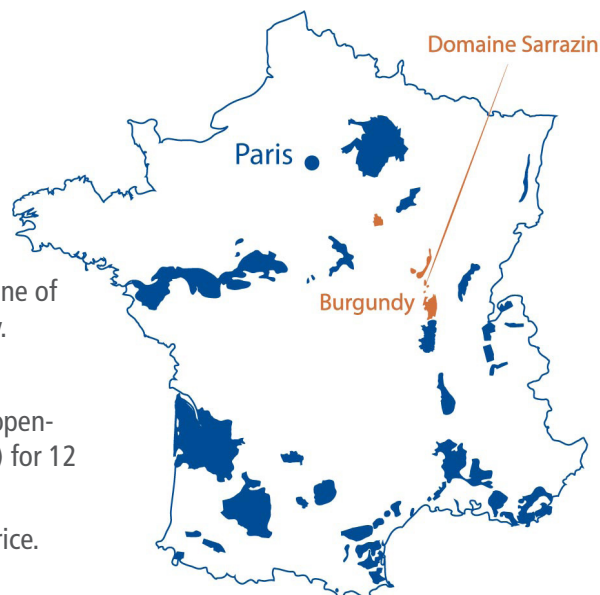 Domaine Sarrazin
Paris
ne of
Burgundy
.
open-
) for 12
rice.